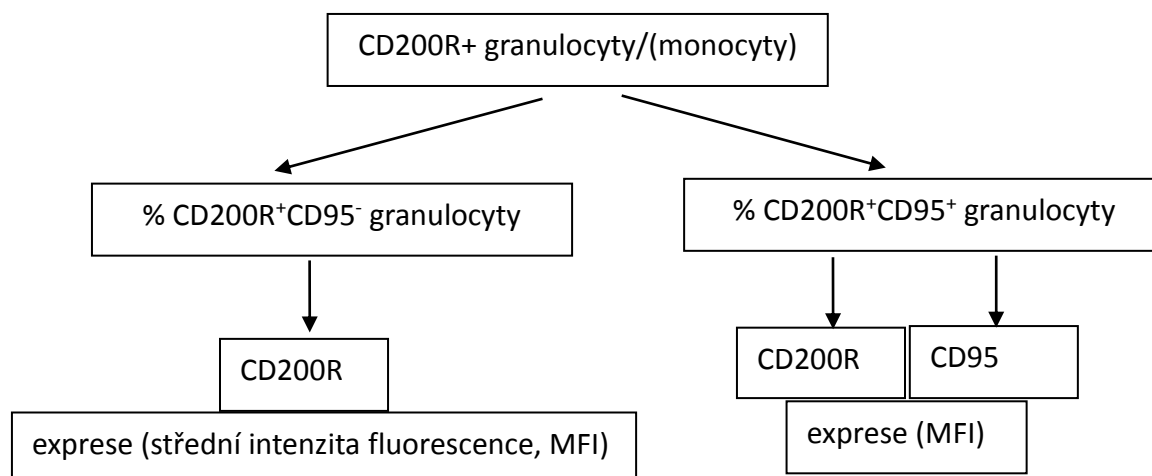 CD200R+ granulocyty/(monocyty)
% CD200R⁺CD95⁻ granulocyty
% CD200R⁺CD95⁺ granulocyty
CD200R
CD200R
CD95
exprese (střední intenzita fluorescence, MFI)
exprese (MFI)